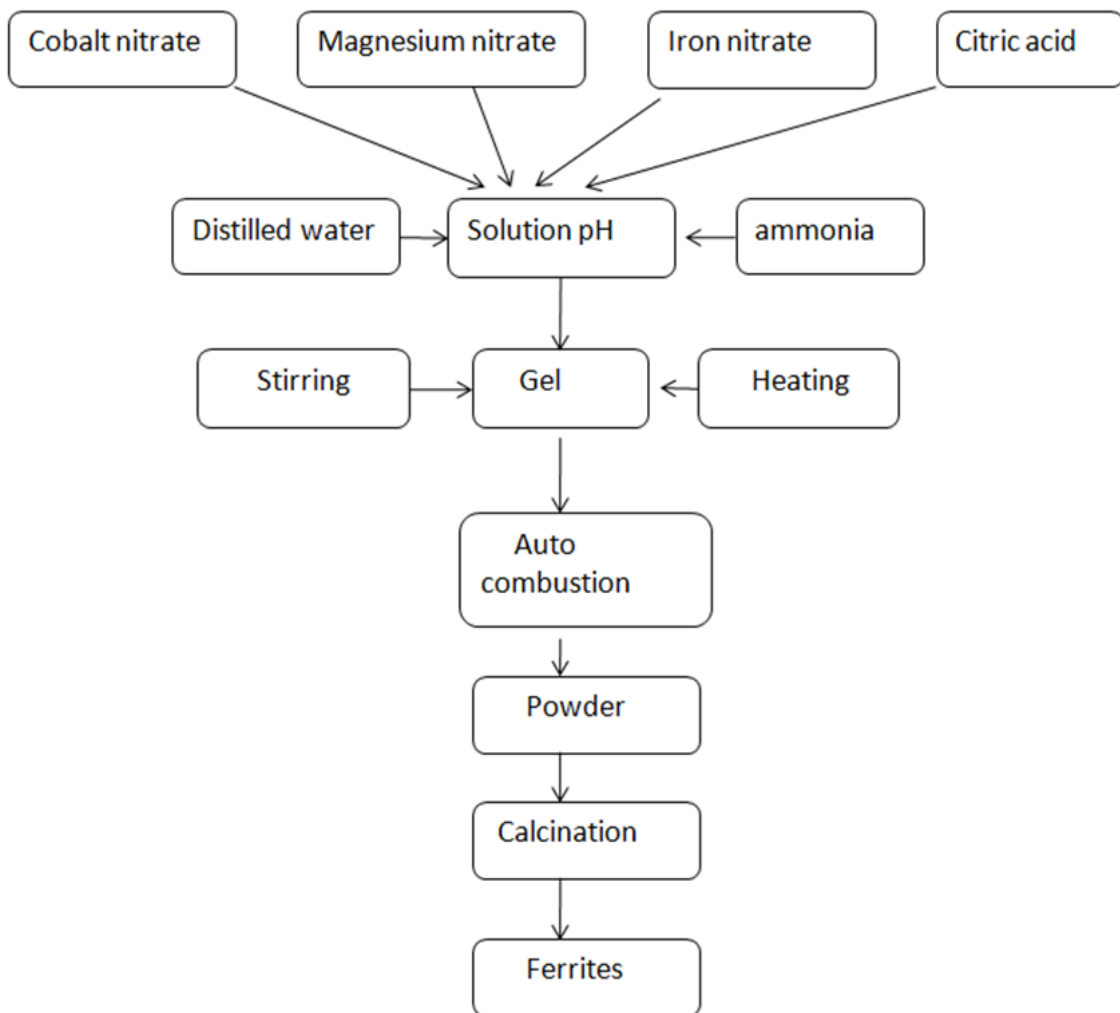 Cobalt nitrate
Magnesium nitrate
Iron nitrate
Citric acid
Distilled water
Solution pH
ammonia
Stirring
Gel
Heating
Auto
combustion
Powder
Calcination
Ferrites